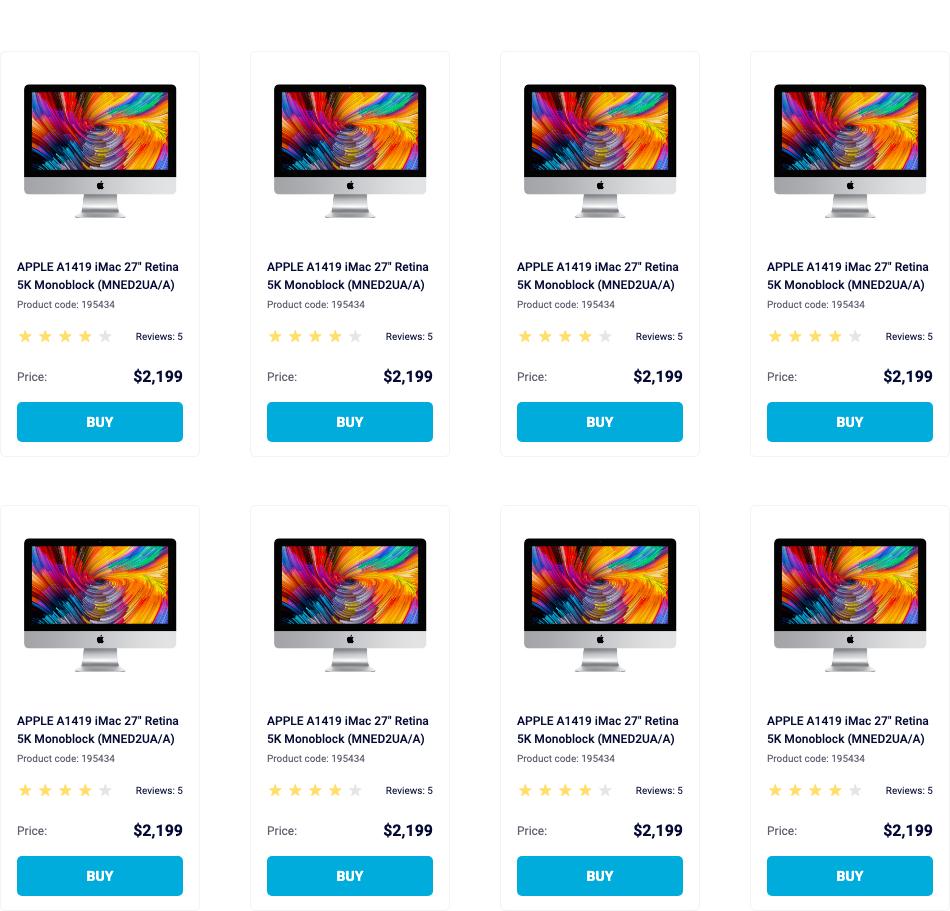 APPLE A1419 iMac 27" Retina
5K Monoblock (MNED2UA/A)
Product code: 195434
Reviews: 5
Price: $2,199
BUY
APPLE A1419 iMac 27" Retina
5K Monoblock (MNED2UA/A)
Product code: 195434
Reviews: 5
Price: $2,199
BUY
APPLE A1419 iMac 27" Retina
5K Monoblock (MNED2UA/A)
Product code: 195434
Reviews: 5
Price: $2,199
BUY
APPLE A1419 iMac 27" Retina
5K Monoblock (MNED2UA/A)
Product code: 195434
Reviews: 5
Price: $2,199
BUY
APPLE A1419 iMac 27" Retina
5K Monoblock (MNED2UA/A)
Product code: 195434
Reviews: 5
Price: $2,199
BUY
APPLE A1419 iMac 27" Retina
5K Monoblock (MNED2UA/A)
Product code: 195434
Reviews: 5
Price: $2,199
BUY
APPLE A1419 iMac 27" Retina
5K Monoblock (MNED2UA/A)
Product code: 195434
Reviews: 5
Price: $2,199
BUY
APPLE A1419 iMac 27" Retina
5K Monoblock (MNED2UA/A)
Product code: 195434
Reviews: 5
Price: $2,199
BUY